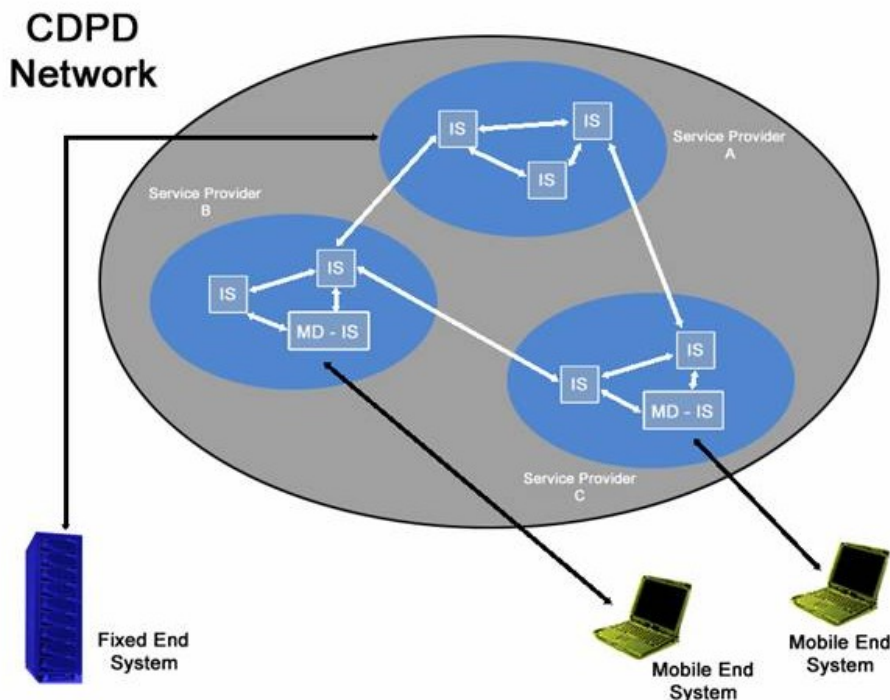 CDPD
Network
IS
IS
IS
Service Provider
A
Service Provider
B
IS
IS
MD - IS
IS
IS
MD - IS
Service Provider
C
Fixed End
System
Mobile End
System
Mobile End
System